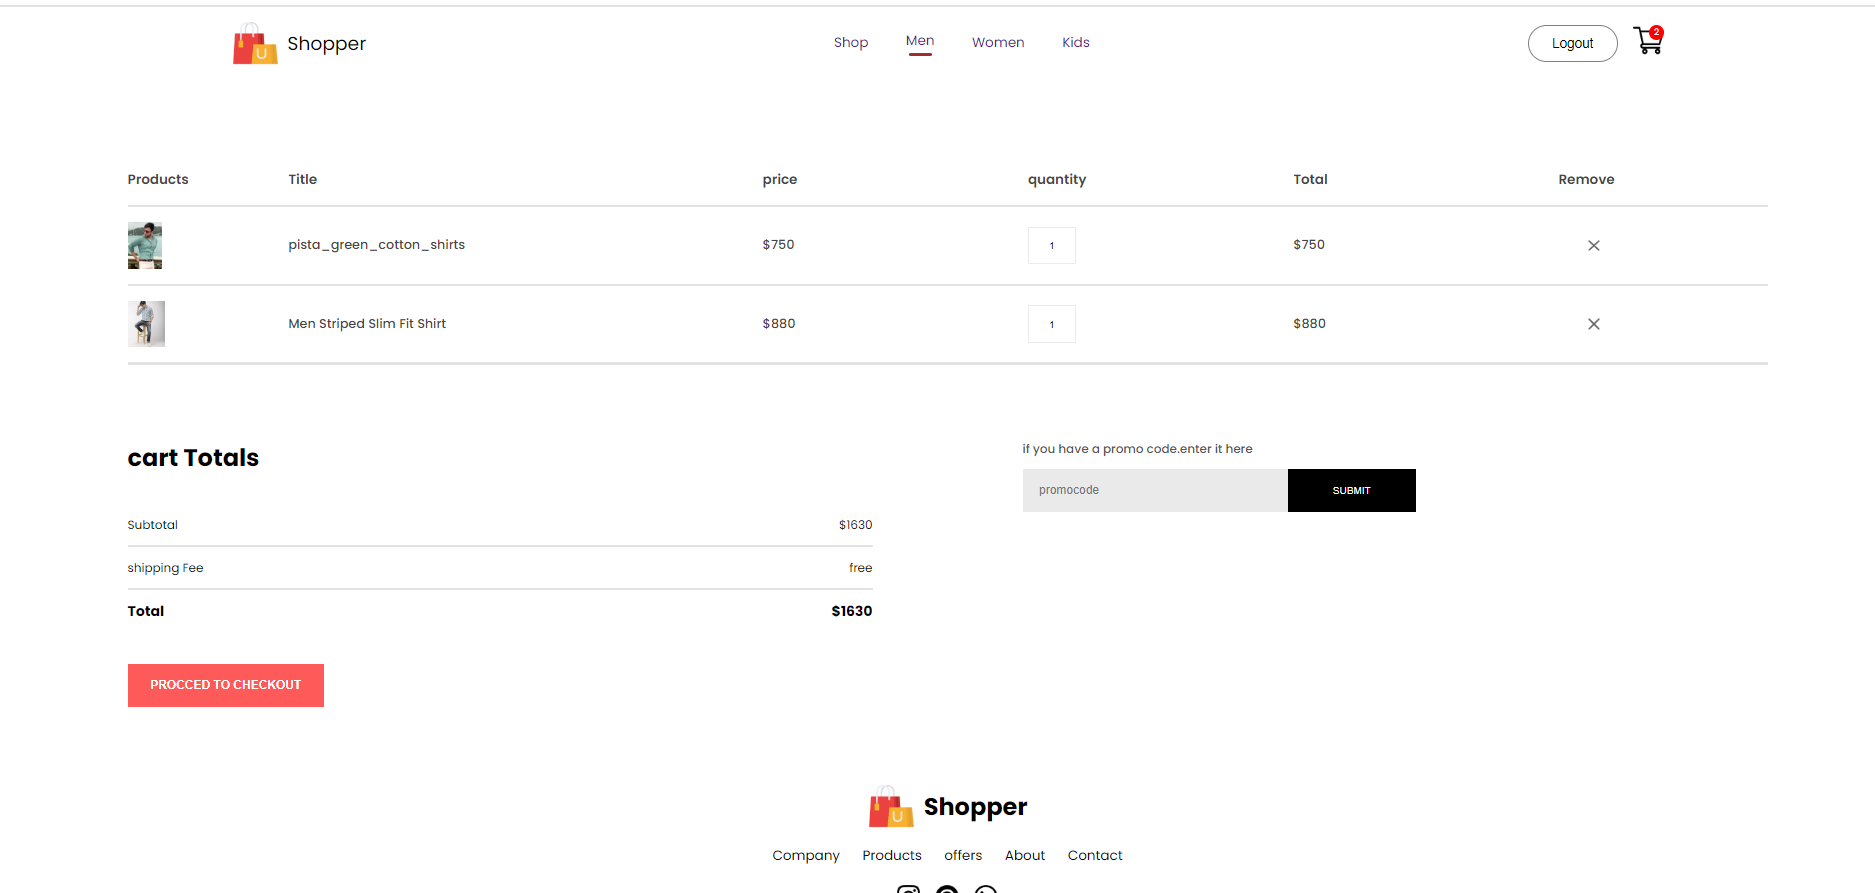 Shopper Shop Men Women Kids Logout 2
Products Title price quantity Total Remove
pista_green_cotton_shirts $750 1 $750
Men Striped Slim Fit Shirt $880 1 $880
cart Totals
Subtotal $1630
shipping Fee free
Total $1630
PROCCED TO CHECKOUT
if you have a promo code.enter it here
promocode SUBMIT
U Shopper
Company Products offers About Contact